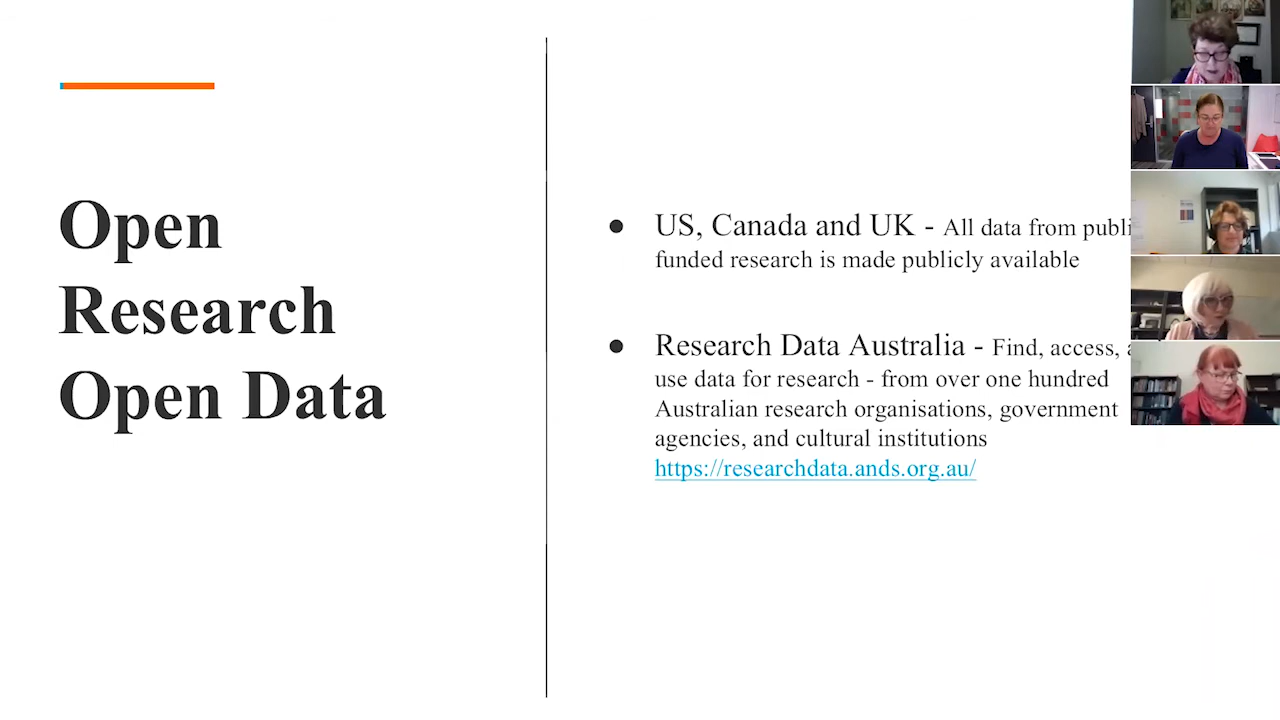 Open
Research
Open Data
● US, Canada and UK - All data from
funded research is made publicly available
● Research Data Australia - Find, access,
use data for research - from over one hundred
Australian research organisations, government
agencies, and cultural institutions
https://researchdata.ands.org.au/